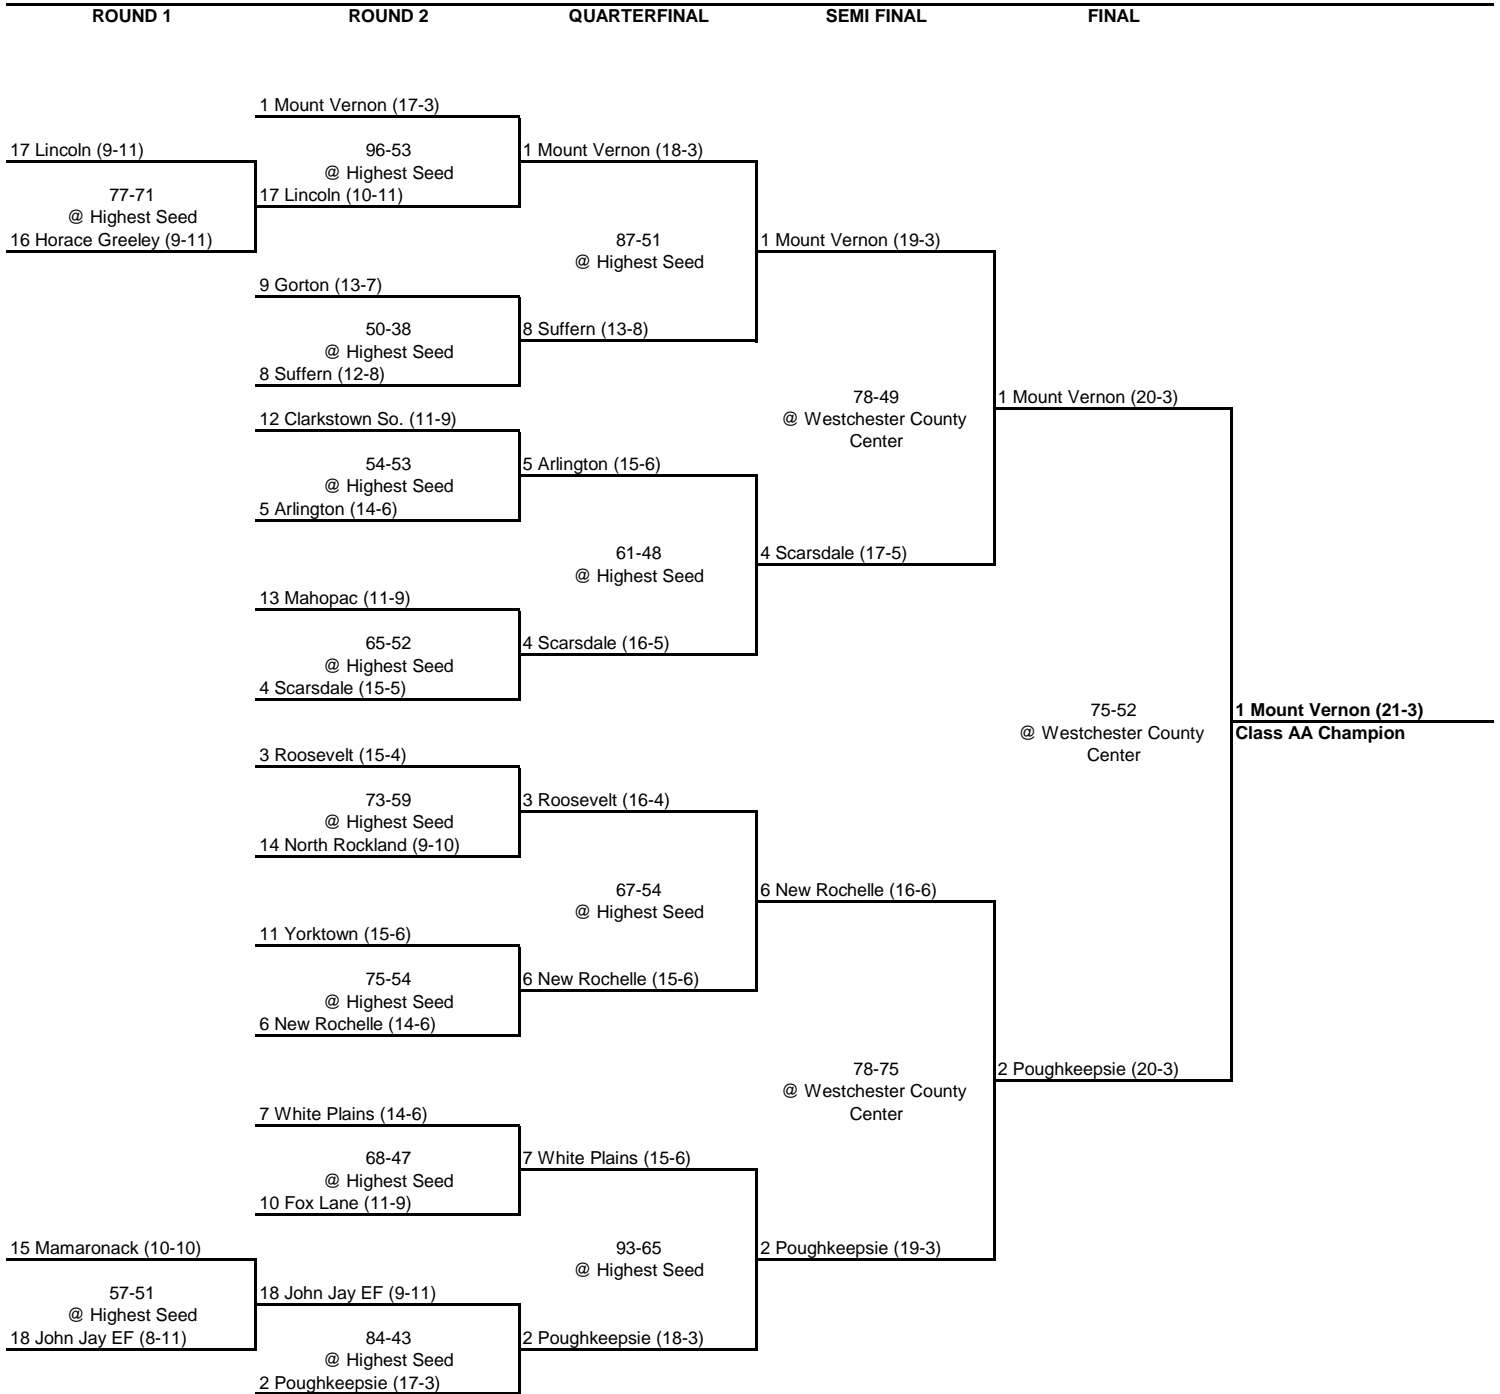 ROUND 1 ROUND 2 QUARTERFINAL SEMI FINAL FINAL
1 Mount Vernon (17-3)
17 Lincoln (9-11) 96-53 1 Mount Vernon (18-3)
@ Highest Seed
77-71 17 Lincoln (10-11)
@ Highest Seed
16 Horace Greeley (9-11) 87-51 1 Mount Vernon (19-3)
@ Highest Seed
9 Gorton (13-7)
50-38 8 Suffern (13-8)
@ Highest Seed
8 Suffern (12-8)
78-49 1 Mount Vernon (20-3)
12 Clarkstown So. (11-9) @ Westchester County
Center
54-53 5 Arlington (15-6)
@ Highest Seed
5 Arlington (14-6)
61-48 4 Scarsdale (17-5)
@ Highest Seed
13 Mahopac (11-9)
65-52 4 Scarsdale (16-5)
@ Highest Seed
4 Scarsdale (15-5)
75-52 1 Mount Vernon (21-3)
@ Westchester County Class AA Champion
3 Roosevelt (15-4) Center
73-59 3 Roosevelt (16-4)
@ Highest Seed
14 North Rockland (9-10)
67-54 6 New Rochelle (16-6)
@ Highest Seed
11 Yorktown (15-6)
75-54 6 New Rochelle (15-6)
@ Highest Seed
6 New Rochelle (14-6)
78-75 2 Poughkeepsie (20-3)
@ Westchester County
7 White Plains (14-6) Center
68-47 7 White Plains (15-6)
@ Highest Seed
10 Fox Lane (11-9)
15 Mamaronack (10-10) 93-65 2 Poughkeepsie (19-3)
@ Highest Seed
57-51 18 John Jay EF (9-11)
@ Highest Seed
18 John Jay EF (8-11) 84-43 2 Poughkeepsie (18-3)
@ Highest Seed
2 Poughkeepsie (17-3)